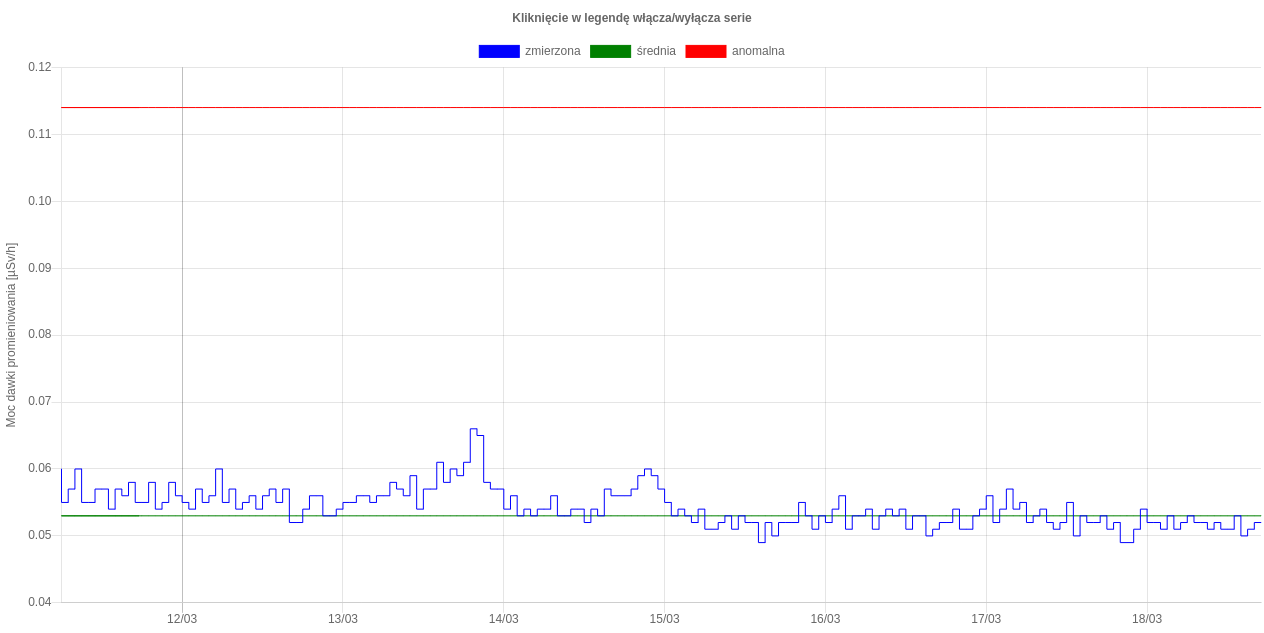 Kliknięcie w legendę włącza/wyłącza serie
zmierzona średnia anomalna
Moc dawki promieniowania [µSv/h]
0.12
0.11
0.10
0.09
0.08
0.07
0.06
0.05
0.04
12/03 13/03 14/03 15/03 16/03 17/03 18/03